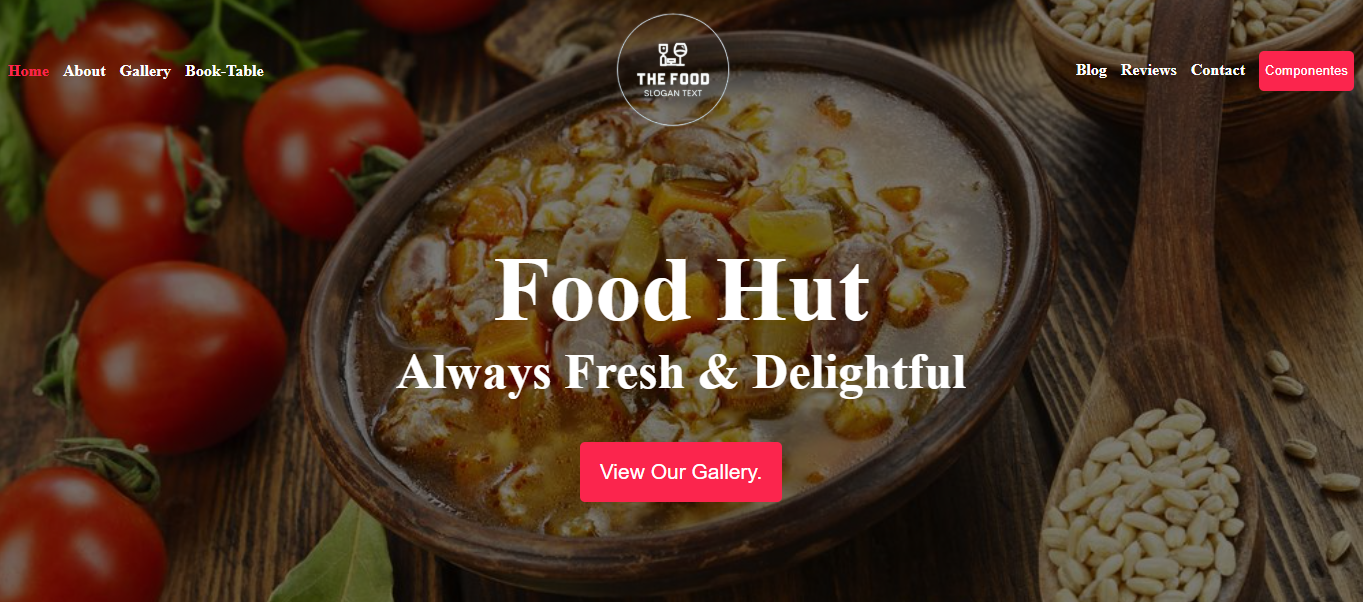 Home About Gallery Book-Table
THE FOOD
SLOGAN TEXT
Blog Reviews Contact Componentes
Food Hut
Always Fresh & Delightful
View Our Gallery.